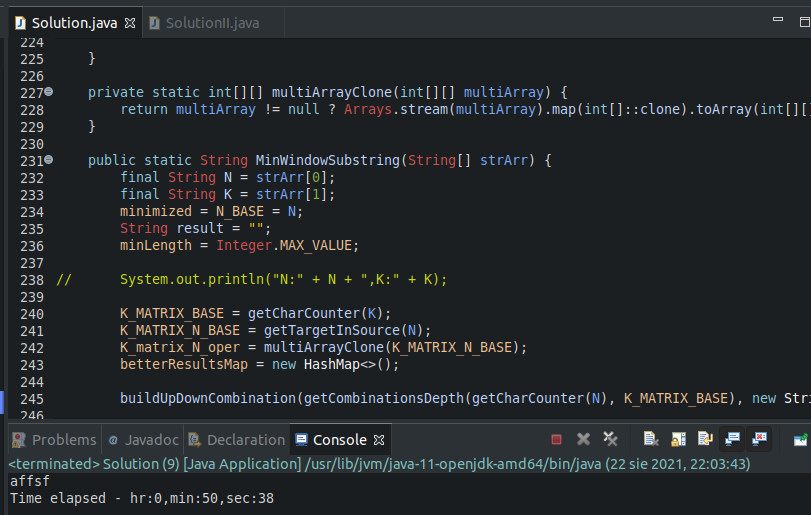 Solution.java SolutionII.java
224
225 }
226
227 private static int[][] multiArrayClone(int[][] multiArray) {
228 return multiArray != null ? Arrays.stream(multiArray).map(int[]::clone).toArray(int[][]
229 }
230
231 public static String MinWindowSubstring(String[] strArr) {
232 final String N = strArr[0];
233 final String K = strArr[1];
234 minimized = N_BASE = N;
235 String result = "";
236 minLength = Integer.MAX_VALUE;
237
238 // System.out.println("N:" + N + ",K:" + K);
239
240 K_MATRIX_BASE = getCharCounter(K);
241 K_MATRIX_N_BASE = getTargetInSource(N);
242 K_matrix_N_oper = multiArrayClone(K_MATRIX_N_BASE);
243 betterResultsMap = new HashMap<>();
244
245 buildUpDownCombination(getCombinationsDepth(getCharCounter(N), K_MATRIX_BASE), new Stri
246
Problems Javadoc Declaration Console
<terminated> Solution (9) [Java Application] /usr/lib/jvm/java-11-openjdk-amd64/bin/java (22 sie 2021, 22:03:43)
affsf
Time elapsed - hr:0,min:50,sec:38